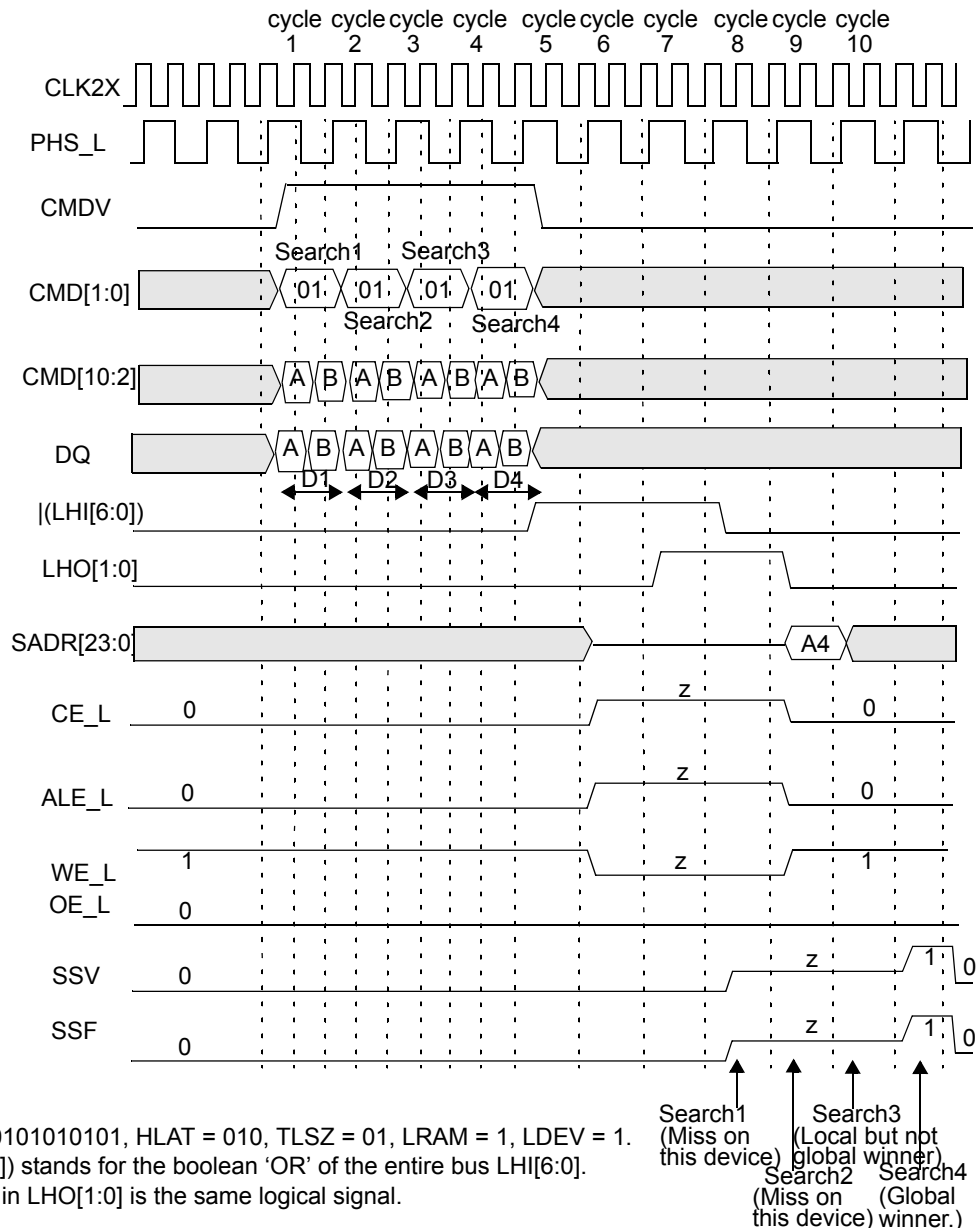 cycle cycle cycle cycle cycle cycle cycle cycle cycle cycle
1 2 3 4 5 6 7 8 9 10
CLK2X
PHS_L
CMDV
Search1 Search3
CMD[1:0] 01 01 01 01
Search2 Search4
CMD[10:2] A B A B A B A B
DQ A B A B A B A B
D1 D2 D3 D4
|(LHI[6:0])
LHO[1:0]
SADR[23:0] A4
z
CE_L 0 0
z
ALE_L 0 0
1 z 1
WE_L
OE_L 0
z 1
SSV 0 0
z 1
SSF 0 0
Search1 (Miss on this device)
Search2 (Miss on this device)
Search3 (Local but not global winner)
Search4 (Global winner.)
0101010101, HLAT = 010, TLSZ = 01, LRAM = 1, LDEV = 1.
]) stands for the boolean ‘OR’ of the entire bus LHI[6:0].
in LHO[1:0] is the same logical signal.